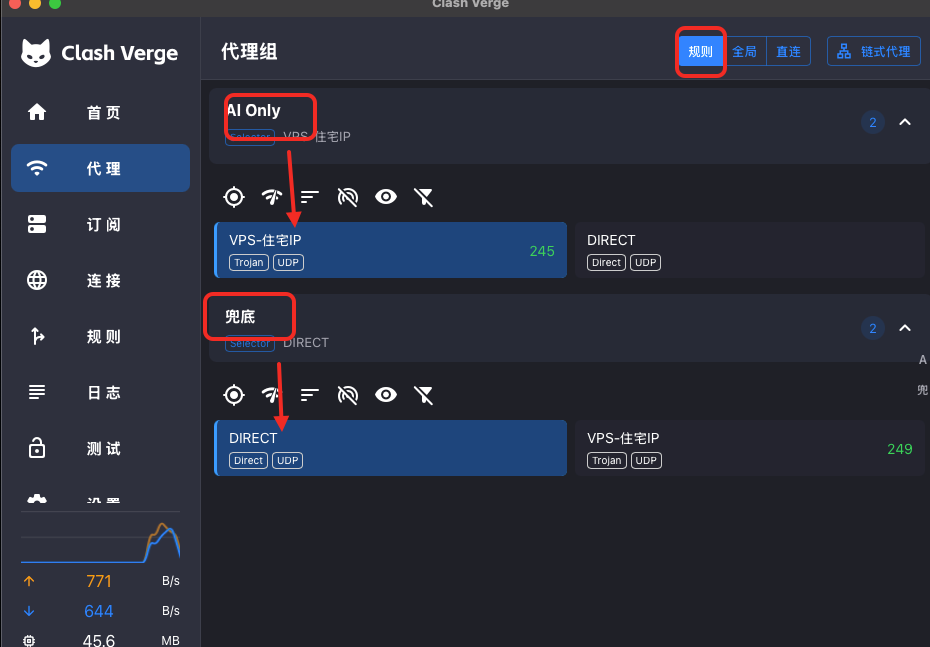 Clash Verge
Clash Verge
代理组
规则
全局
直连
链式代理
首页
代理
订阅
连接
规则
日志
测试
设置
AI Only
Selector
VPS-住宅IP
2
VPS-住宅IP
Trojan
UDP
245
DIRECT
Direct
UDP
兜底
Selector
DIRECT
2
A
兜
DIRECT
Direct
UDP
VPS-住宅IP
Trojan
UDP
249
771 B/s
644 B/s
45.6 MB